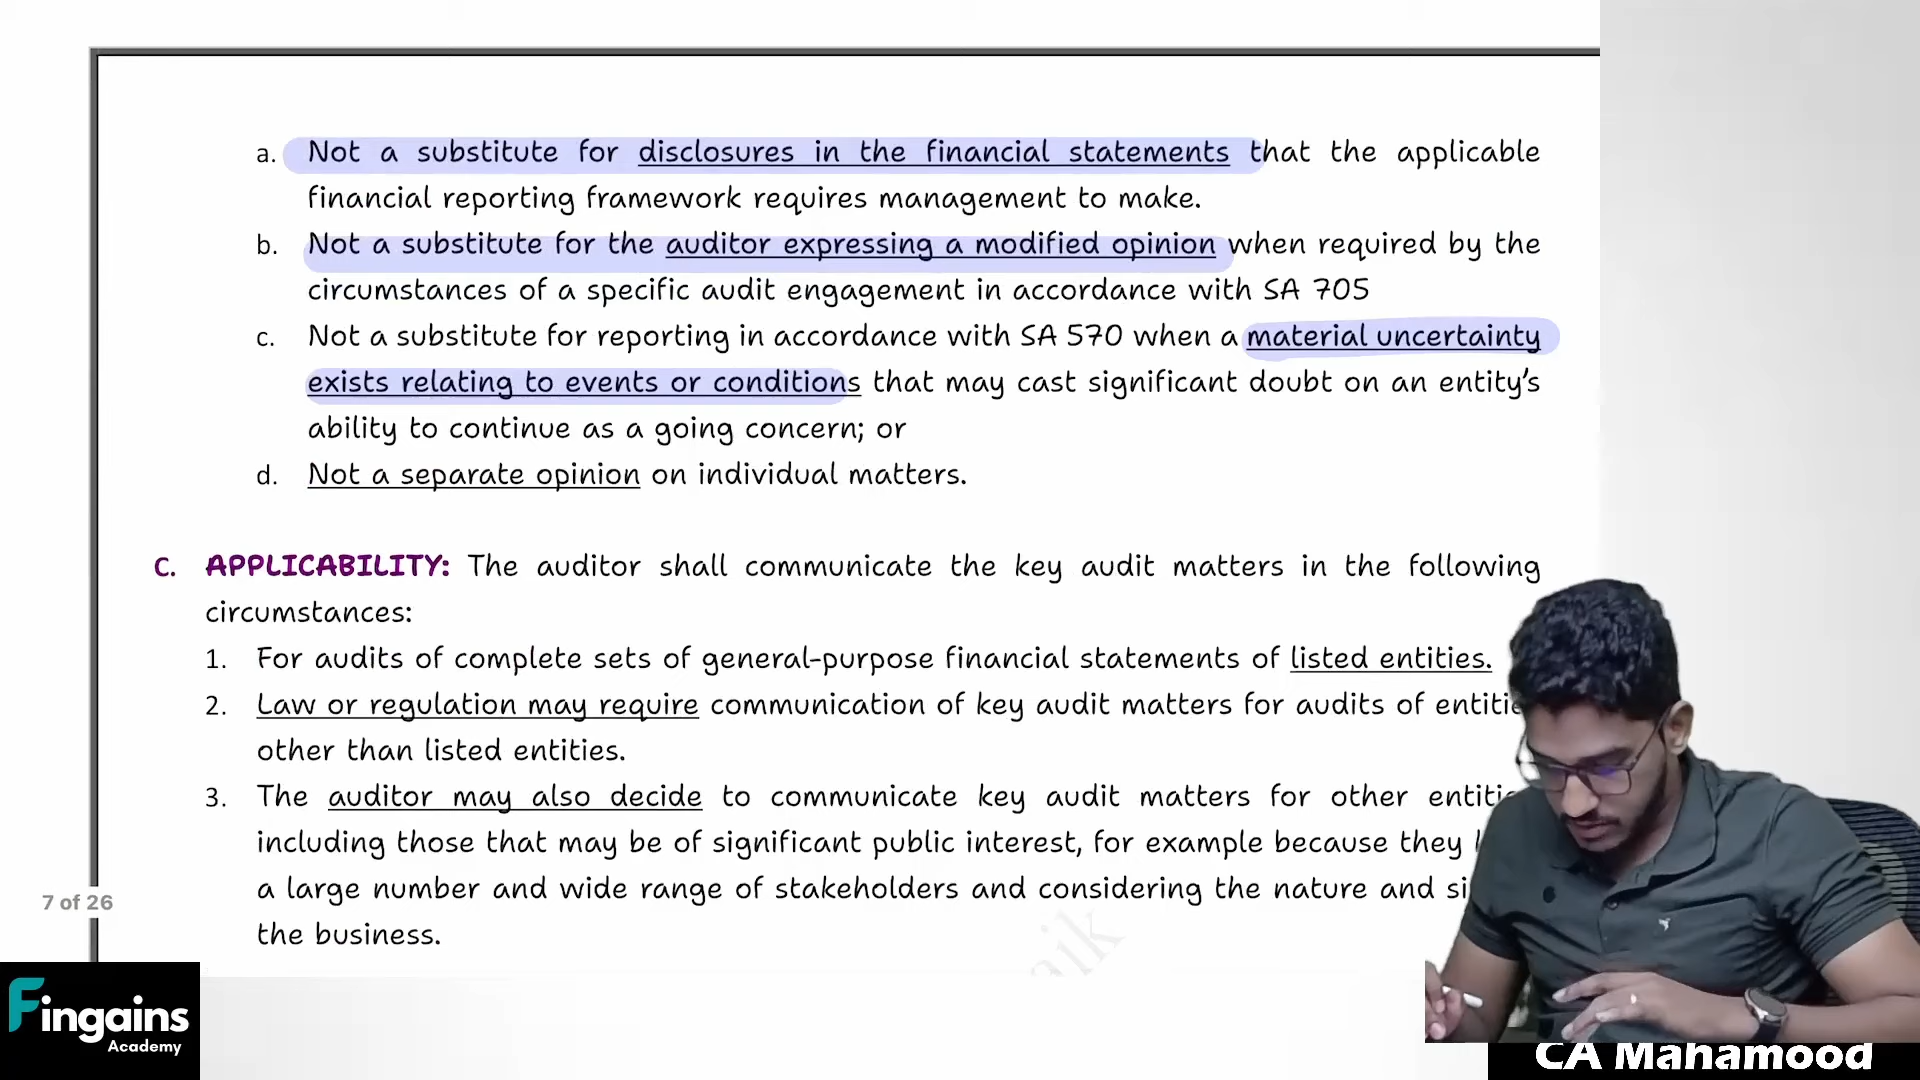 a. Not a substitute for disclosures in the financial statements that the applicable
financial reporting framework requires management to make.
b. Not a substitute for the auditor expressing a modified opinion when required by the
circumstances of a specific audit engagement in accordance with SA 705
c. Not a substitute for reporting in accordance with SA 570 when a material uncertainty
exists relating to events or conditions that may cast significant doubt on an entity's
ability to continue as a going concern; or
d. Not a separate opinion on individual matters.
C. APPLICABILITY: The auditor shall communicate the key audit matters in the following
circumstances:
1. For audits of complete sets of general-purpose financial statements of listed entities.
2. Law or regulation may require communication of key audit matters for audits of
other than listed entities.
3. The auditor may also decide to communicate key audit matters for other
including those that may be of significant public interest, for example because they
a large number and wide range of stakeholders and considering the nature and
the business.
7 of 26
Fingains
Academy
CA Mahamood